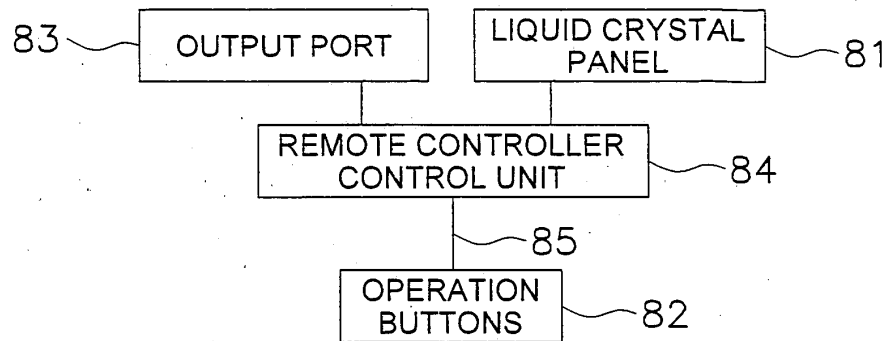 83
OUTPUT PORT
LIQUID CRYSTAL
PANEL
81
REMOTE CONTROLLER
CONTROL UNIT
84
85
OPERATION
BUTTONS
82